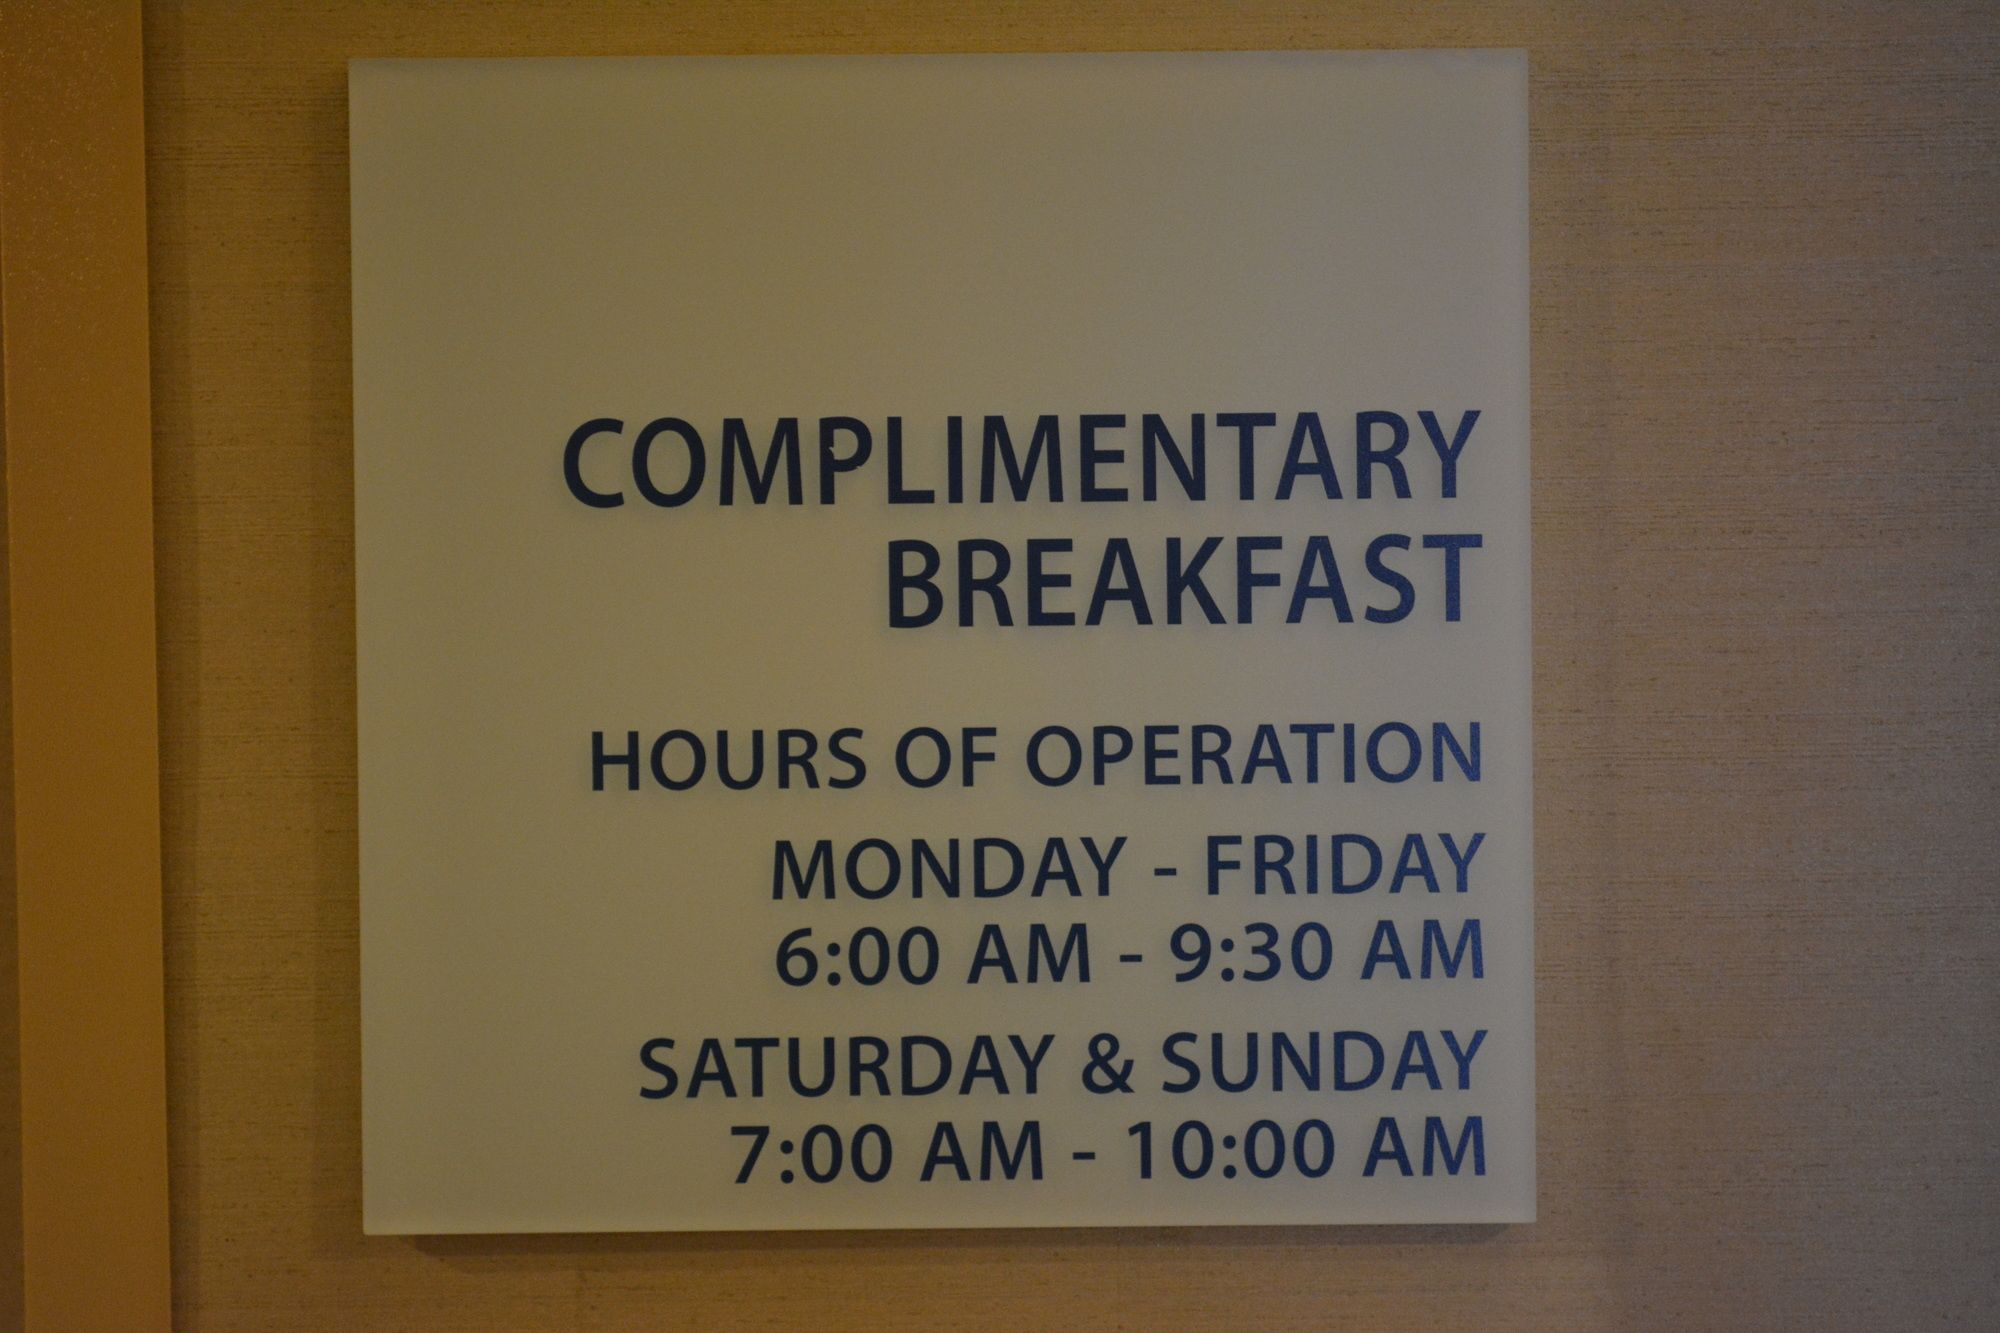 COMPLIMENTARY
BREAKFAST
HOURS OF OPERATION
MONDAY - FRIDAY
6:00 AM - 9:30 AM
SATURDAY & SUNDAY
7:00 AM - 10:00 AM